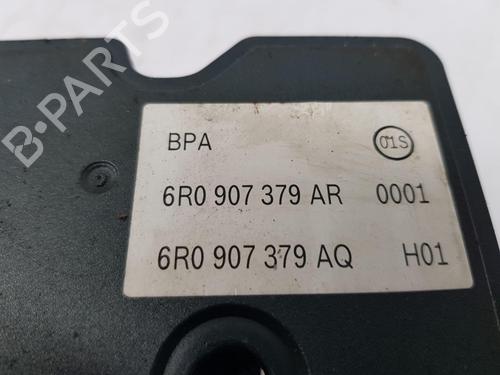 BPA 01S
6R0 907 379 AR 0001
6R0 907 379 AQ H01
B-PARTS